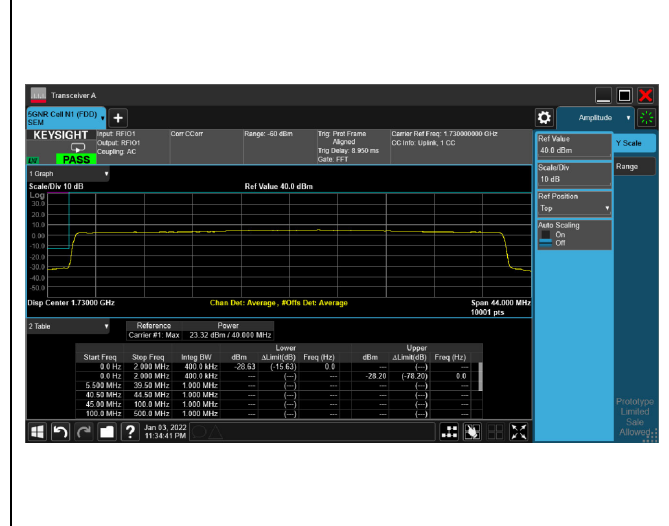 Transceiver A
5GNR Cell N1 (FDD)
SEM
KEYSIGHT
Input: RFIO1
Output: RFIO1
Coupling: AC
Corr CCorr
Range: -60 dBm
Trig: Prot Frame
Aligned
Trig Delay: 8.950 ms
Gate: FFT
Carrier Ref Freq: 1.730000000 GHz
CC Info: Uplink, 1 CC
PASS
Amplitude
Ref Value
40.0 dBm
Y Scale
Scale/Div
10 dB
Range
Ref Position
Top
Auto Scaling
On
Off
1 Graph
Scale/Div 10 dB
Ref Value 40.0 dBm
Log
30.0
20.0
10.0
0.00
-10.0
-20.0
-30.0
-40.0
-50.0
Disp Center 1.73000 GHz
Chan Det: Average , #Offs Det: Average
Span 44.000 MHz
10001 pts
2 Table
Reference Power
Carrier #1: Max 23.32 dBm / 40.000 MHz
Lower Upper
Start Freq Stop Freq Integ BW dBm ΔLimit(dB) Freq (Hz) dBm ΔLimit(dB) Freq (Hz)
0.0 Hz 2.000 MHz 400.0 kHz -28.63 (-15.63) 0.0 --- (---) ---
0.0 Hz 2.000 MHz 400.0 kHz --- (---) --- -28.20 (-78.20) 0.0
5.500 MHz 39.50 MHz 1.000 MHz --- (---) --- --- (---) ---
40.50 MHz 44.50 MHz 1.000 MHz --- (---) --- --- (---) ---
45.00 MHz 100.0 MHz 1.000 MHz --- (---) --- --- (---) ---
100.0 MHz 500.0 MHz 1.000 MHz --- (---) --- --- (---) ---
Prototype
Limited
Sale
Allowed
Jan 03, 2022
11:34:41 PM